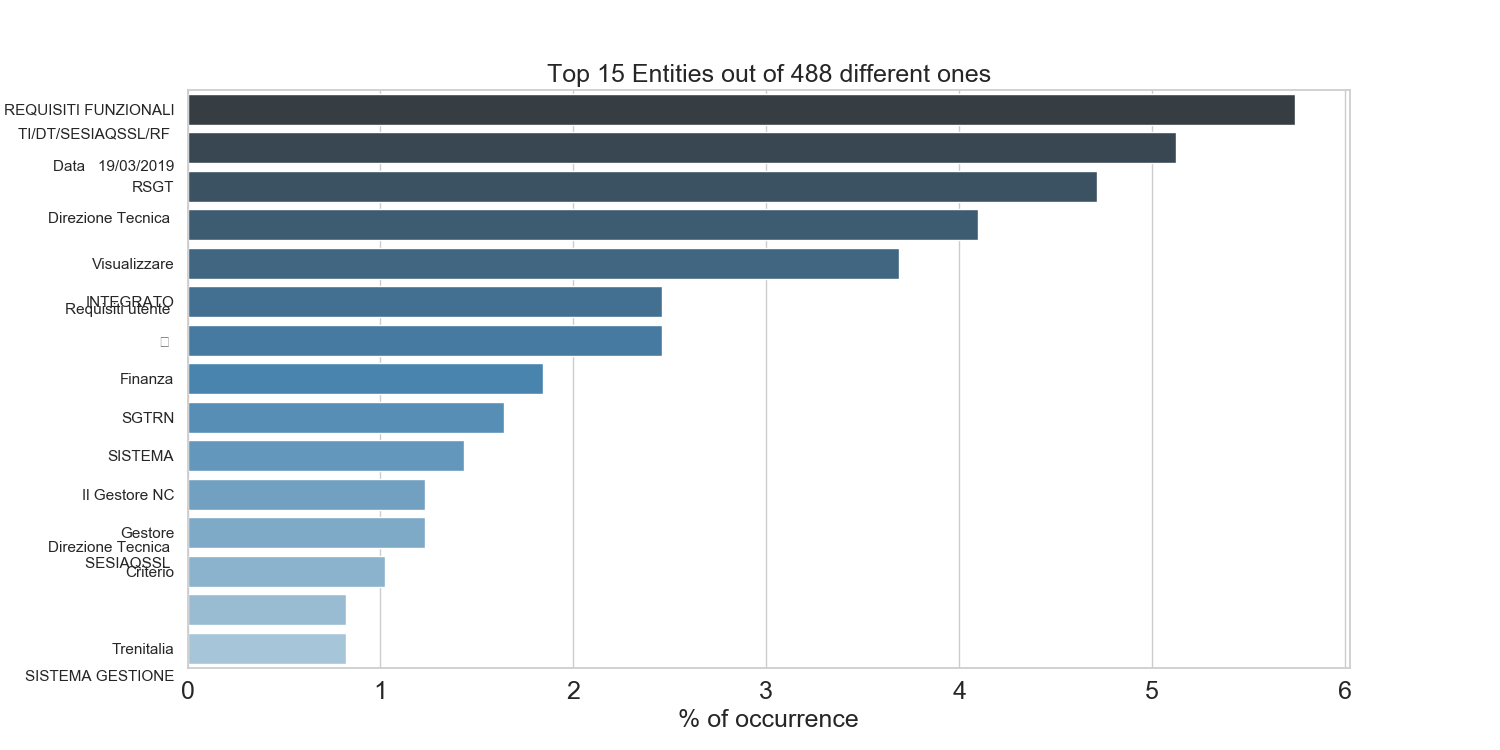 Top 15 Entities out of 488 different ones
REQUISITI FUNZIONALI
TI/DT/SESIAQSSL/RF
Data 19/03/2019
RSGT
Direzione Tecnica
Visualizzare
INTEGRATO
Requisiti utente
Finanza
SGTRN
SISTEMA
Il Gestore NC
Gestore
Direzione Tecnica
SESIAQSSL
Criterio
Trenitalia
SISTEMA GESTIONE
0 1 2 3 4 5 6
% of occurrence